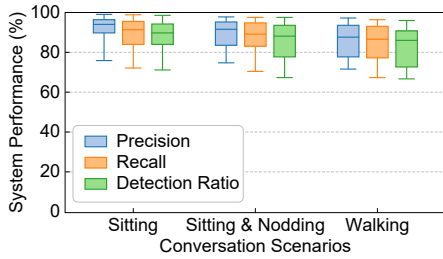 System Performance (%)
100
80
60
40
20
0
Precision
Recall
Detection Ratio
Sitting
Sitting & Nodding
Walking
Conversation Scenarios